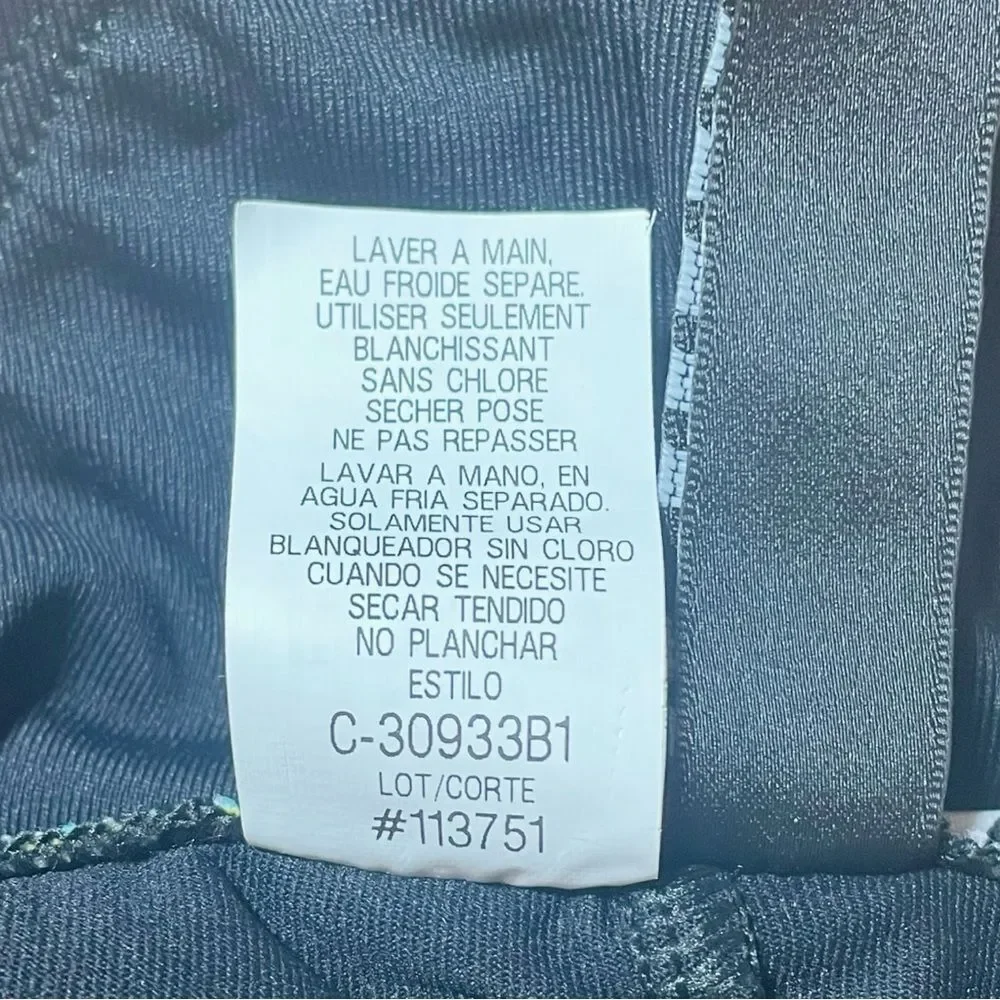 LAVER A MAIN,
EAU FROIDE SEPARE.
UTILISER SEULEMENT
BLANCHISSANT
SANS CHLORE
SECHER POSE
NE PAS REPASSER
LAVAR A MANO, EN
AGUA FRIA SEPARADO.
SOLAMENTE USAR
BLANQUEADOR SIN CLORO
CUANDO SE NECESITE
SECAR TENDIDO
NO PLANCHAR
ESTILO
C-30933B1
LOT/CORTE
#113751